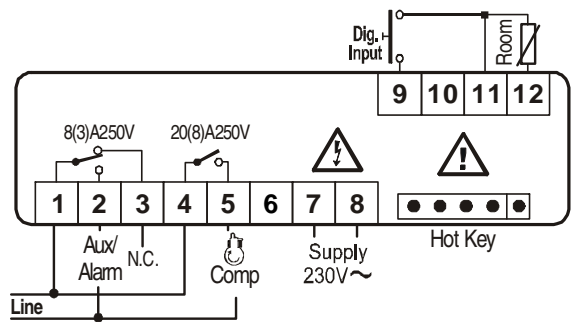 Dig.
Input
Room
9 10 11 12
8(3)A250V 20(8)A250V
1 2 3 4 5 6 7 8
Aux/
Alarm
N.C.
Comp
Supply
230V~
Hot Key
Line